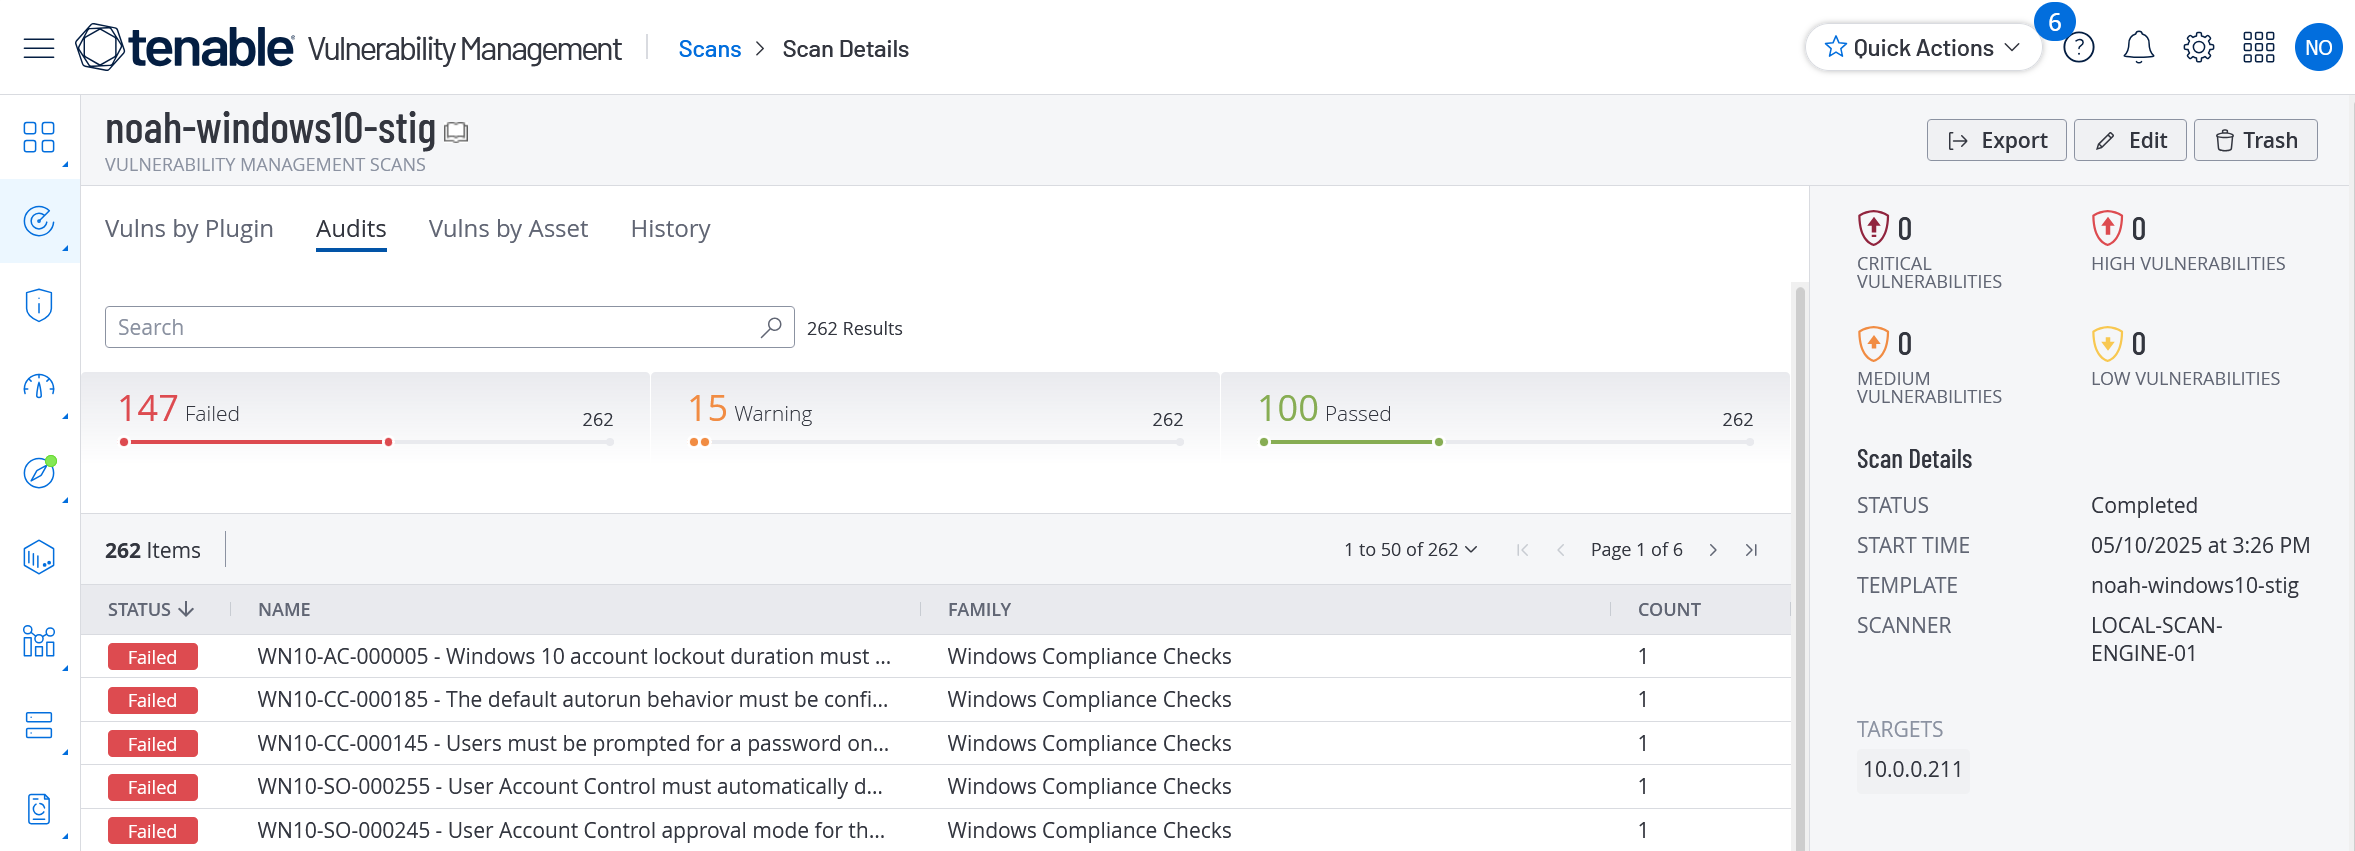 tenable Vulnerability Management
Scans > Scan Details
Quick Actions
6
?
NO
noah-windows10-stig
VULNERABILITY MANAGEMENT SCANS
Export
Edit
Trash
Vulns by Plugin
Audits
Vulns by Asset
History
Search
262 Results
147 Failed
262
15 Warning
262
100 Passed
262
262 Items
1 to 50 of 262
Page 1 of 6
STATUS
NAME
FAMILY
COUNT
Failed
WN10-AC-000005 - Windows 10 account lockout duration must ...
Windows Compliance Checks
1
Failed
WN10-CC-000185 - The default autorun behavior must be confi...
Windows Compliance Checks
1
Failed
WN10-CC-000145 - Users must be prompted for a password on...
Windows Compliance Checks
1
Failed
WN10-SO-000255 - User Account Control must automatically d...
Windows Compliance Checks
1
Failed
WN10-SO-000245 - User Account Control approval mode for th...
Windows Compliance Checks
1
0
CRITICAL
VULNERABILITIES
0
HIGH VULNERABILITIES
0
MEDIUM
VULNERABILITIES
0
LOW VULNERABILITIES
Scan Details
STATUS
Completed
START TIME
05/10/2025 at 3:26 PM
TEMPLATE
noah-windows10-stig
SCANNER
LOCAL-SCAN-
ENGINE-01
TARGETS
10.0.0.211